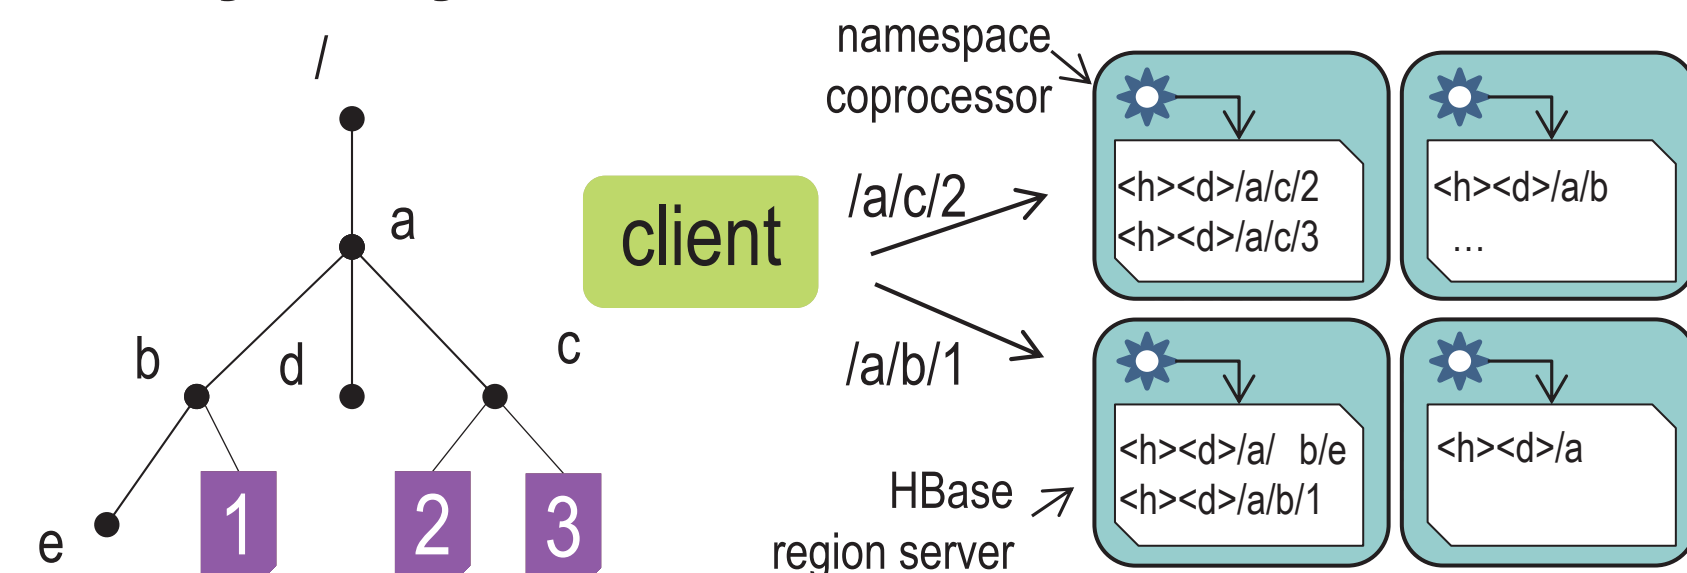 /
a
b
d
c
e
1
2
3
client
/a/c/2
/a/b/1
namespace
coprocessor
<h><d>/a/c/2
<h><d>/a/c/3
<h><d>/a/b
...
<h><d>/a/ b/e
<h><d>/a/b/1
<h><d>/a
HBase
region server